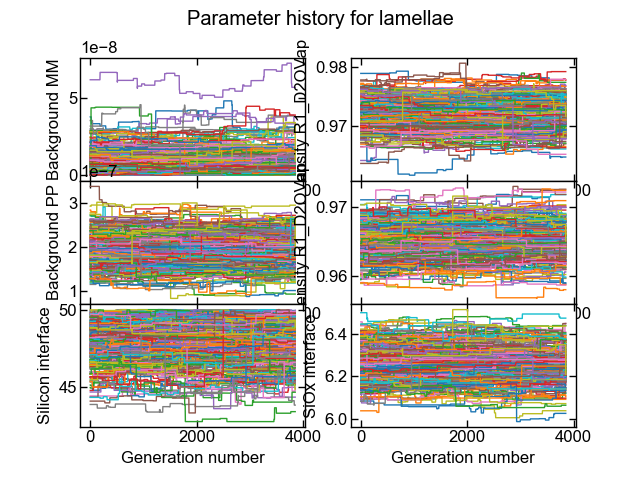 Parameter history for lamellae
1e−8
5
0
Background MM
0.98
0.97
R1_D2OVap
1e−7
3
2
1
Background PP
0.97
0.96
R1_D2OVap
50
45
Silicon interface
6.4
6.2
6.0
SiOx interface
0 2000 4000
0 2000 4000
Generation number
Generation number